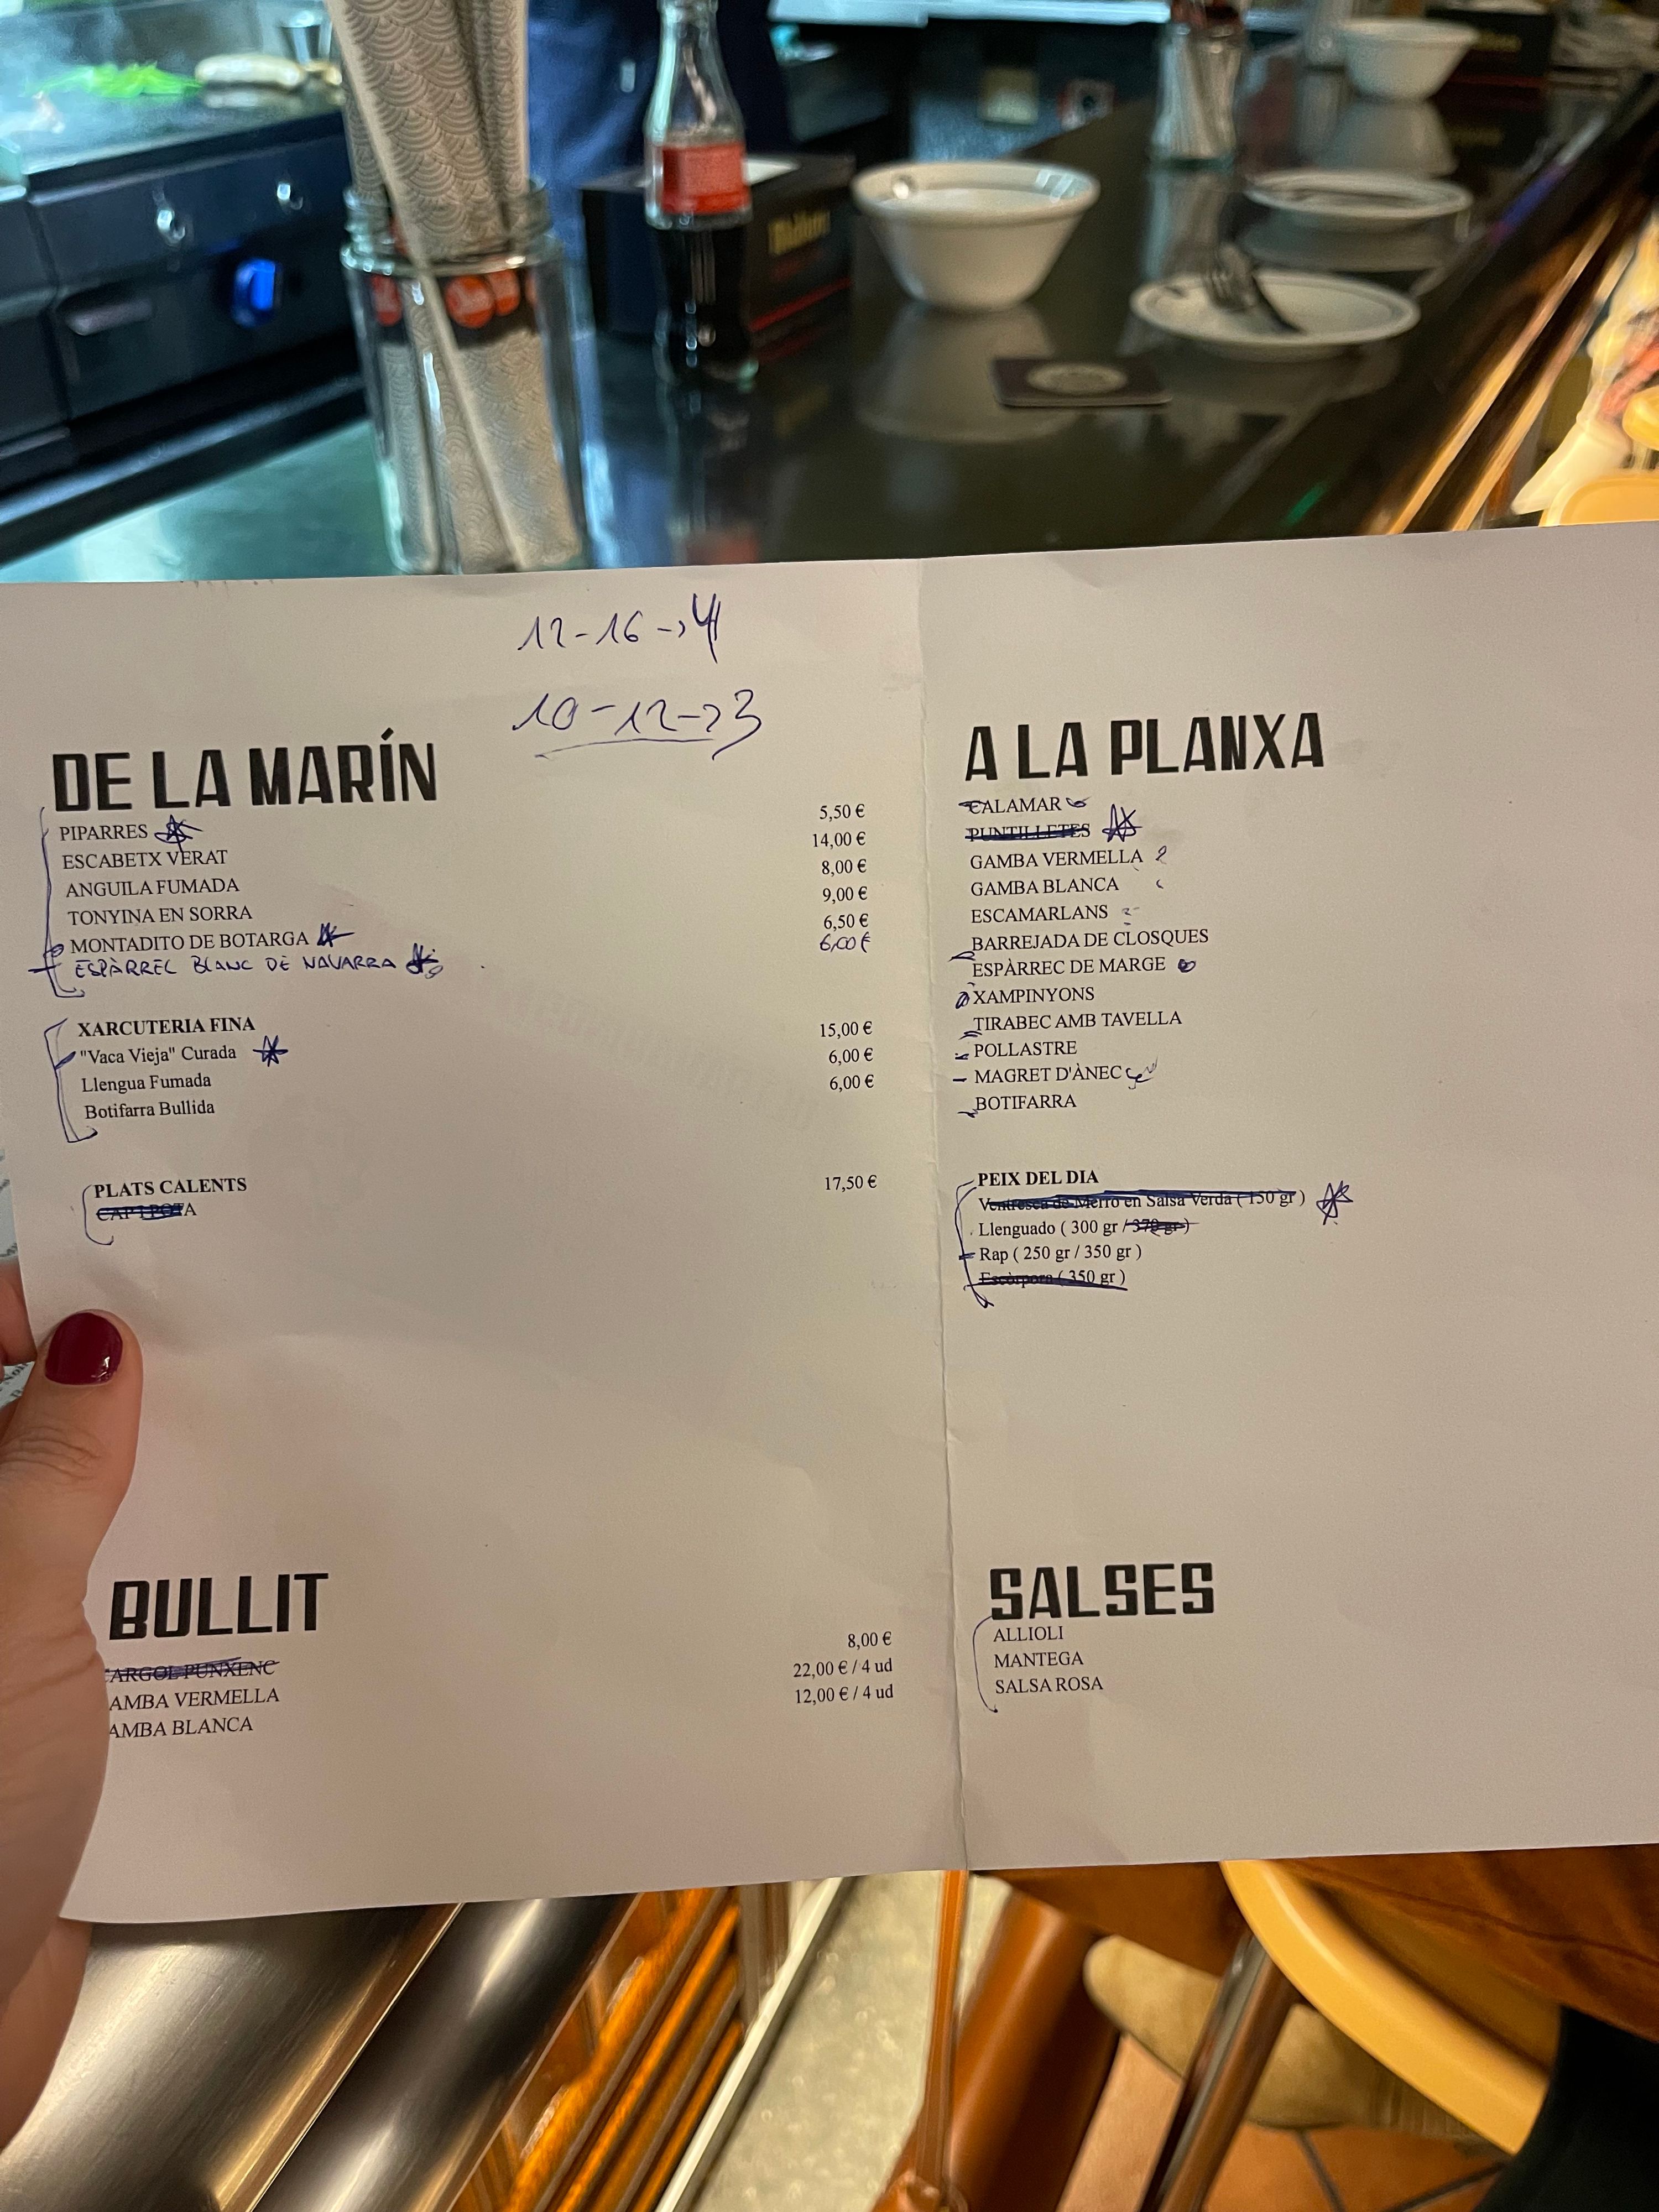 12-16->4
10-12->3
DE LA MARÍN
PIPARRES 5,50 €
ESCABETX VERAT 14,00 €
ANGUILA FUMADA 8,00 €
TONYINA EN SORRA 9,00 €
MONTADITO DE BOTARGA 6,50 €
ESPÀRREC BLANC DE NAVARRA 6,00 €
XARCUTERIA FINA
"Vaca Vieja" Curada 15,00 €
Llengua Fumada 6,00 €
Botifarra Bullida 6,00 €
PLATS CALENTS
CAP I POTA 17,50 €
BULLIT
CARGOL PUNXENC 8,00 €
AMBA VERMELLA 22,00 € / 4 ud
AMBA BLANCA 12,00 € / 4 ud
A LA PLANXA
CALAMAR
PUNTILLETES
GAMBA VERMELLA
GAMBA BLANCA
ESCAMARLANS
BARREJADA DE CLOSQUES
ESPÀRREC DE MARGE
XAMPINYONS
TIRABEC AMB TAVELLA
POLLASTRE
MAGRET D'ÀNEC
BOTIFARRA
PEIX DEL DIA
Ventresca de Merro en Salsa Verda ( 150 gr )
Llenguado ( 300 gr / 370 gr )
Rap ( 250 gr / 350 gr )
Escòrpora ( 350 gr )
SALSES
ALLIOLI
MANTEGA
SALSA ROSA